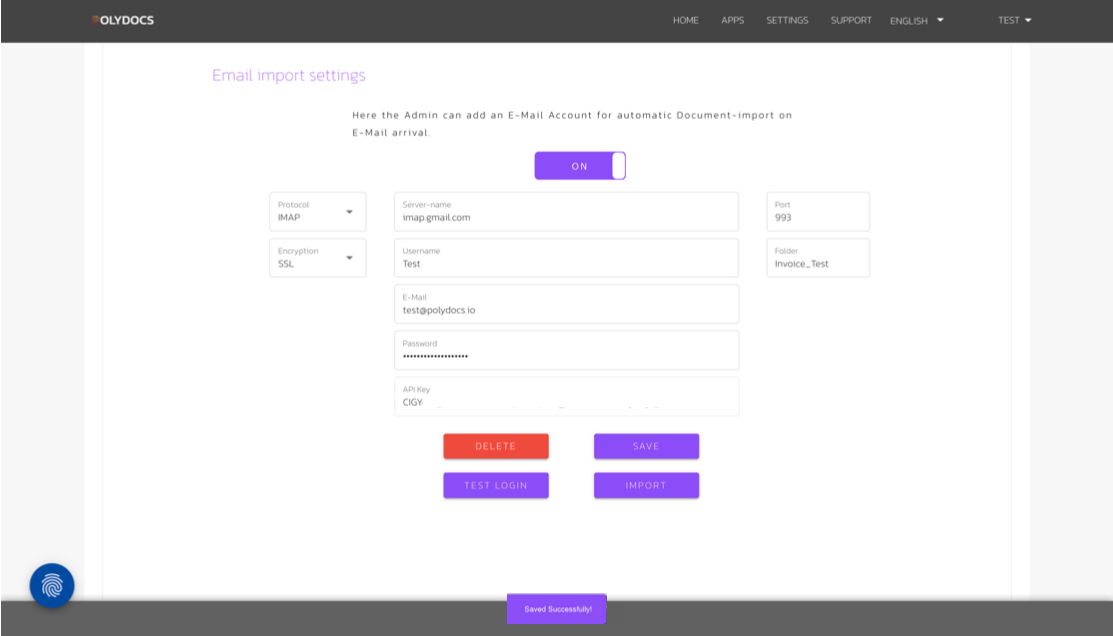 POLYDOCS
HOME APPS SETTINGS SUPPORT ENGLISH TEST
Email import settings
Here the Admin can add an E-Mail Account for automatic Document-import on
E-Mail arrival.
ON
Protocol
IMAP
Server-name
imap.gmail.com
Port
993
Encryption
SSL
Username
Test
Folder
Invoice_Test
E-Mail
test@polydocs.io
Password
•••••••••••••••••••
API Key
CIGY
DELETE SAVE
TEST LOGIN IMPORT
Saved Successfully!